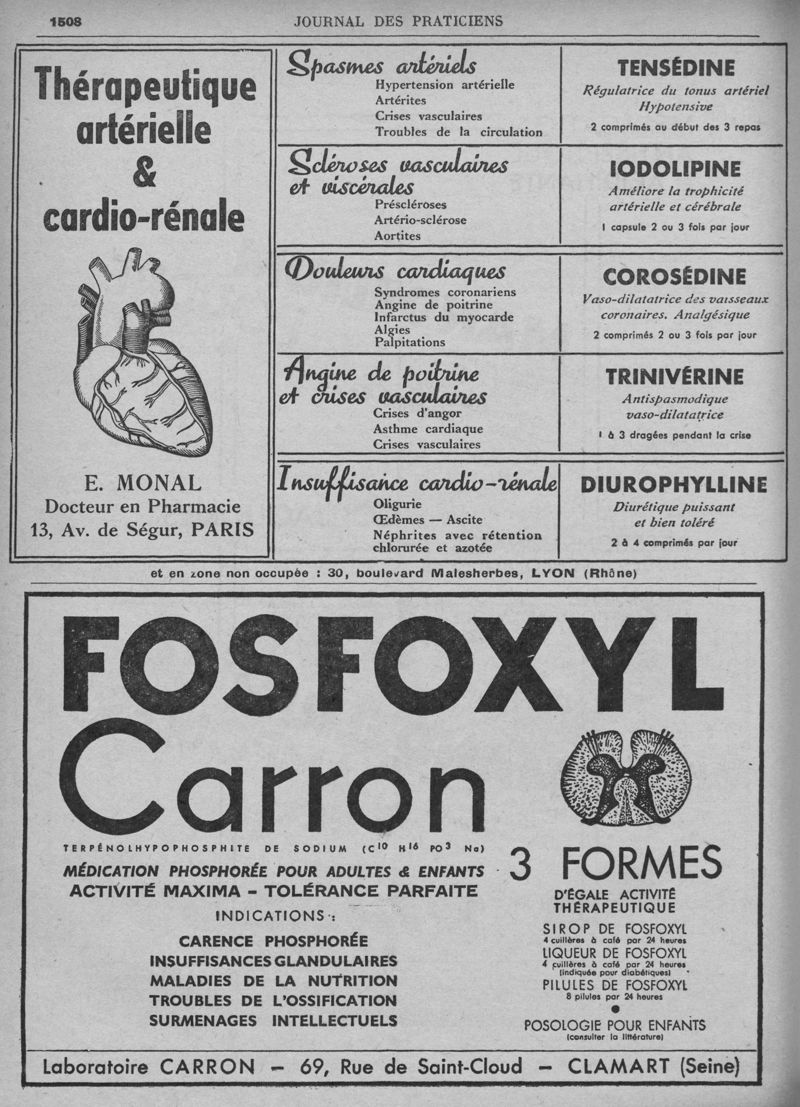 1508
JOURNAL DES PRATICIENS
Thérapeutique
artérielle
&
cardio-rénale
E. MONAL
Docteur en Pharmacie
13, Av. de Ségur, PARIS
Spasmes artériels
Hypertension artérielle
Artérites
Crises vasculaires
Troubles de la circulation
TENSÉDINE
Régulatrice du tonus artériel
Hypotensive
2 comprimés au début des 3 repas
Scléroses vasculaires
et viscérales
Préscléroses
Artério-sclérose
Aortites
IODOLIPINE
Améliore la trophicité
artérielle et cérébrale
1 capsule 2 ou 3 fois par jour
Douleurs cardiaques
Syndromes coronariens
Angine de poitrine
Infarctus du myocarde
Algies
Palpitations
COROSÉDINE
Vaso-dilatatrice des vaisseaux
coronaires. Analgésique
2 comprimés 2 ou 3 fois par jour
Angine de poitrine
et crises vasculaires
Crises d'angor
Asthme cardiaque
Crises vasculaires
TRINIVÉRINE
Antispasmodique
vaso-dilatatrice
1 à 3 dragées pendant la crise
Insuffisance cardio-rénale
Oligurie
Œdèmes — Ascite
Néphrites avec rétention
chlorurée et azotée
DIUROPHYLLINE
Diurétique puissant
et bien toléré
2 à 4 comprimés par jour
et en zone non occupée : 30, boulevard Malesherbes, LYON (Rhône)
FOSFOXYL
Carron
TERPÉNOLHYPOPHOSPHITE DE SODIUM (C10 H16 PO3 Na)
MÉDICATION PHOSPHORÉE POUR ADULTES & ENFANTS
ACTIVITÉ MAXIMA – TOLÉRANCE PARFAITE
INDICATIONS :
CARENCE PHOSPHORÉE
INSUFFISANCES GLANDULAIRES
MALADIES DE LA NUTRITION
TROUBLES DE L'OSSIFICATION
SURMENAGES INTELLECTUELS
3 FORMES
D'ÉGALE ACTIVITÉ
THÉRAPEUTIQUE
SIROP DE FOSFOXYL
4 cuillères à café par 24 heures
LIQUEUR DE FOSFOXYL
4 cuillères à café par 24 heures
(indiquée pour diabétiques)
PILULES DE FOSFOXYL
8 pilules par 24 heures
POSOLOGIE POUR ENFANTS
(consulter la littérature)
Laboratoire CARRON – 69, Rue de Saint-Cloud – CLAMART (Seine)